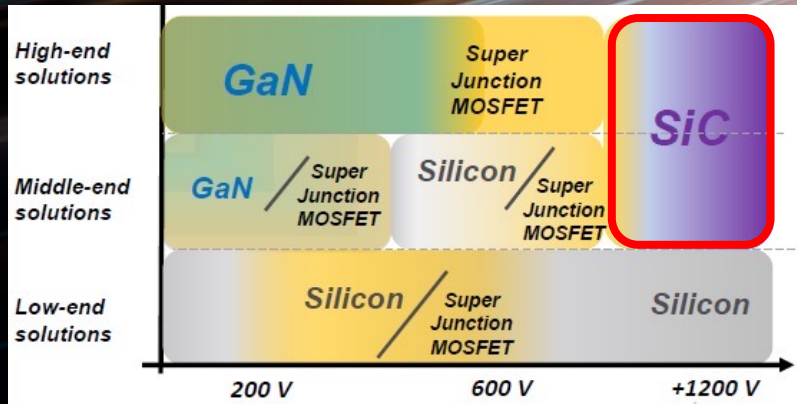 High-end
solutions
GaN
Super
Junction
MOSFET
SiC
Middle-end
solutions
GaN
Super
Junction
MOSFET
Silicon
Super
Junction
MOSFET
Low-end
solutions
Silicon
Super
Junction
MOSFET
Silicon
200 V
600 V
+1200 V